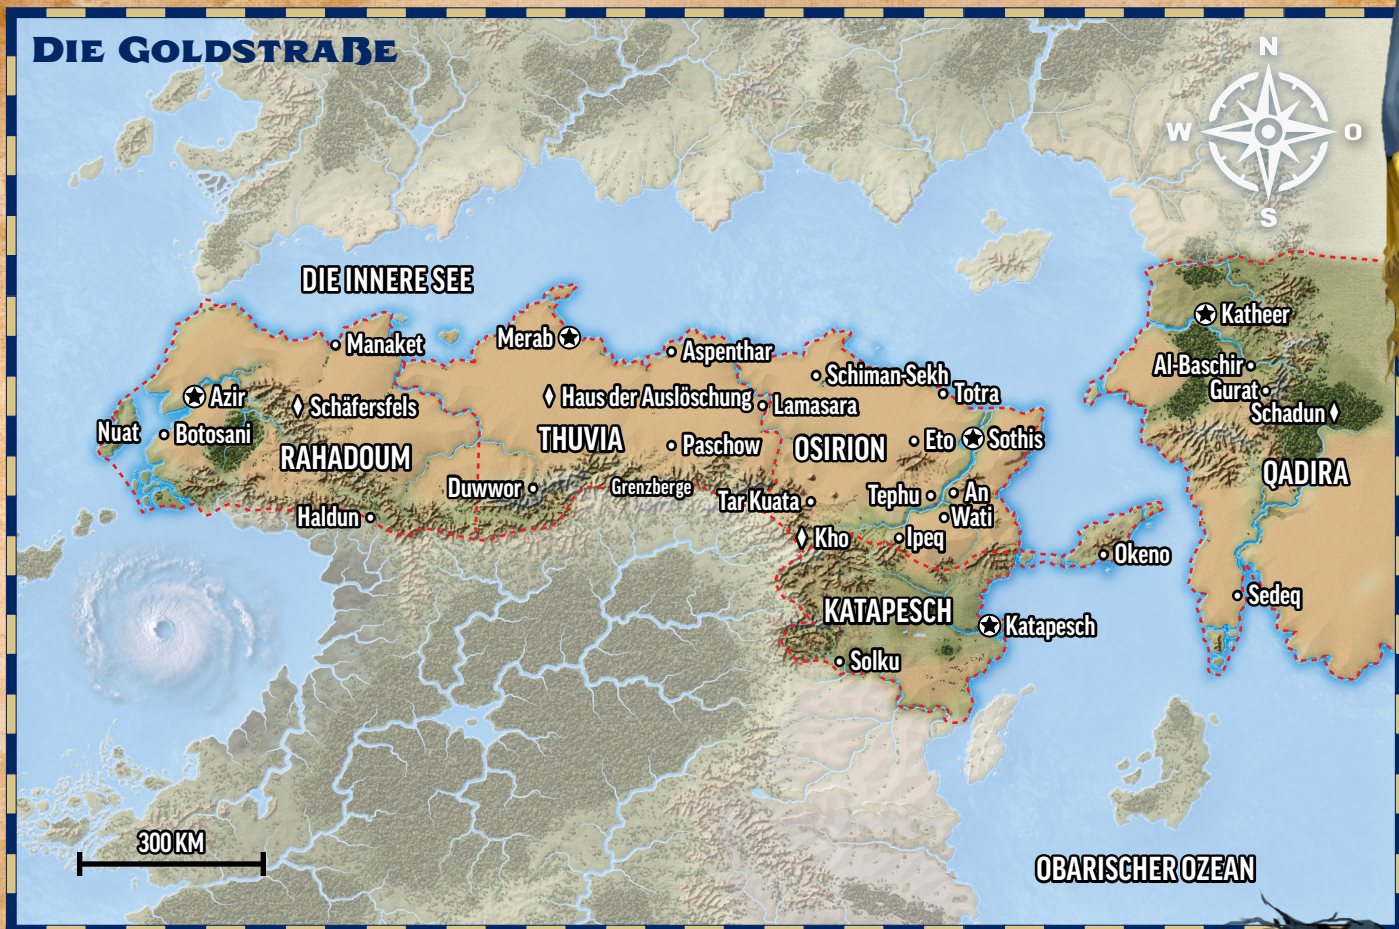 DIE GOLDSTRAßE
N
W
O
S
DIE INNERE SEE
Katheer
Manaket
Merab
Aspenthar
Al-Baschir
Schiman-Sekh
Gurat
Azir
Schäfersfels
Haus der Auslöschung
Lamasara
Totra
Schadun
Nuat
Botosani
RAHADOUM
THUVIA
Paschow
OSIRION
Eto
Sothis
QADIRA
Duwwor
Grenzberge
Tar Kuata
Tephu
An
Wati
Haldun
Kho
Ipeq
Okeno
KATAPESCH
Katapesch
Sedeq
Solku
300 KM
OBARISCHER OZEAN